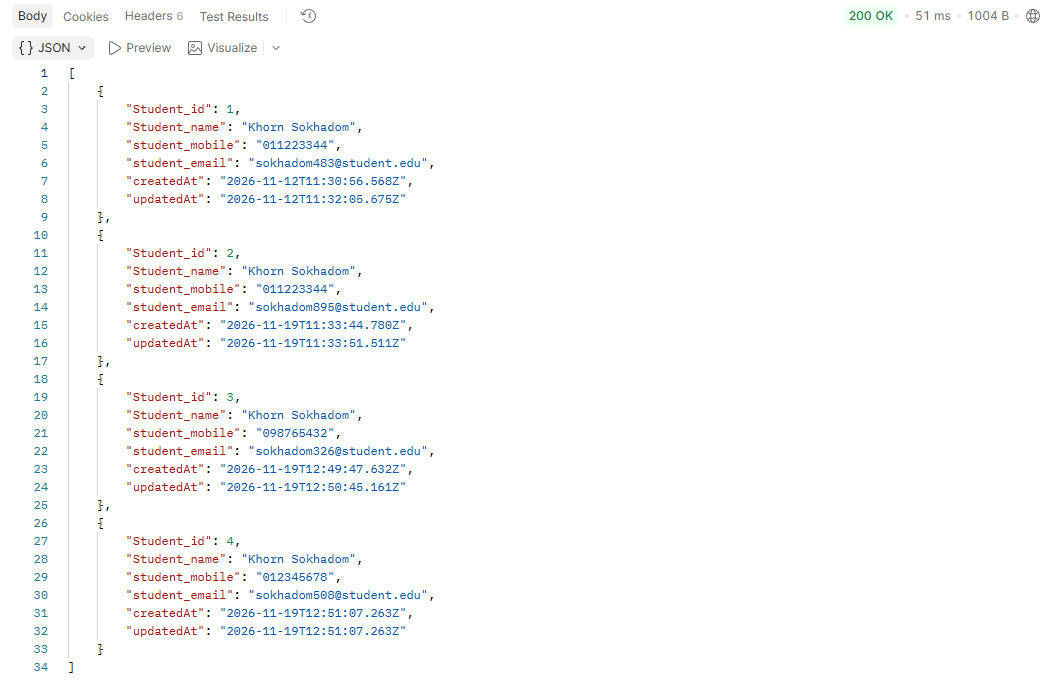 Body Cookies Headers 6 Test Results 200 OK • 51 ms • 1004 B •
{} JSON Preview Visualize
1 [
2 {
3 "Student_id": 1,
4 "Student_name": "Khorn Sokhadom",
5 "student_mobile": "011223344",
6 "student_email": "sokhadom483@student.edu",
7 "createdAt": "2026-11-12T11:30:56.568Z",
8 "updatedAt": "2026-11-12T11:32:05.675Z"
9 },
10 {
11 "Student_id": 2,
12 "Student_name": "Khorn Sokhadom",
13 "student_mobile": "011223344",
14 "student_email": "sokhadom895@student.edu",
15 "createdAt": "2026-11-19T11:33:44.780Z",
16 "updatedAt": "2026-11-19T11:33:51.511Z"
17 },
18 {
19 "Student_id": 3,
20 "Student_name": "Khorn Sokhadom",
21 "student_mobile": "098765432",
22 "student_email": "sokhadom326@student.edu",
23 "createdAt": "2026-11-19T12:49:47.632Z",
24 "updatedAt": "2026-11-19T12:50:45.161Z"
25 },
26 {
27 "Student_id": 4,
28 "Student_name": "Khorn Sokhadom",
29 "student_mobile": "012345678",
30 "student_email": "sokhadom508@student.edu",
31 "createdAt": "2026-11-19T12:51:07.263Z",
32 "updatedAt": "2026-11-19T12:51:07.263Z"
33 }
34 ]